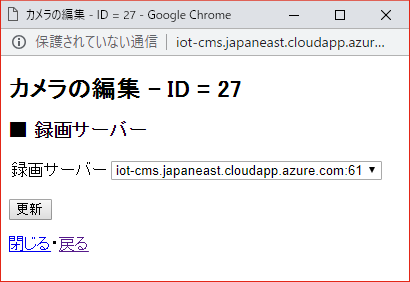 カメラの編集 - ID = 27 - Google Chrome
保護されていない通信 | iot-cms.japaneast.cloudapp.azur...
カメラの編集 - ID = 27
■ 録画サーバー
録画サーバー iot-cms.japaneast.cloudapp.azure.com:61 ▼
更新
閉じる・戻る